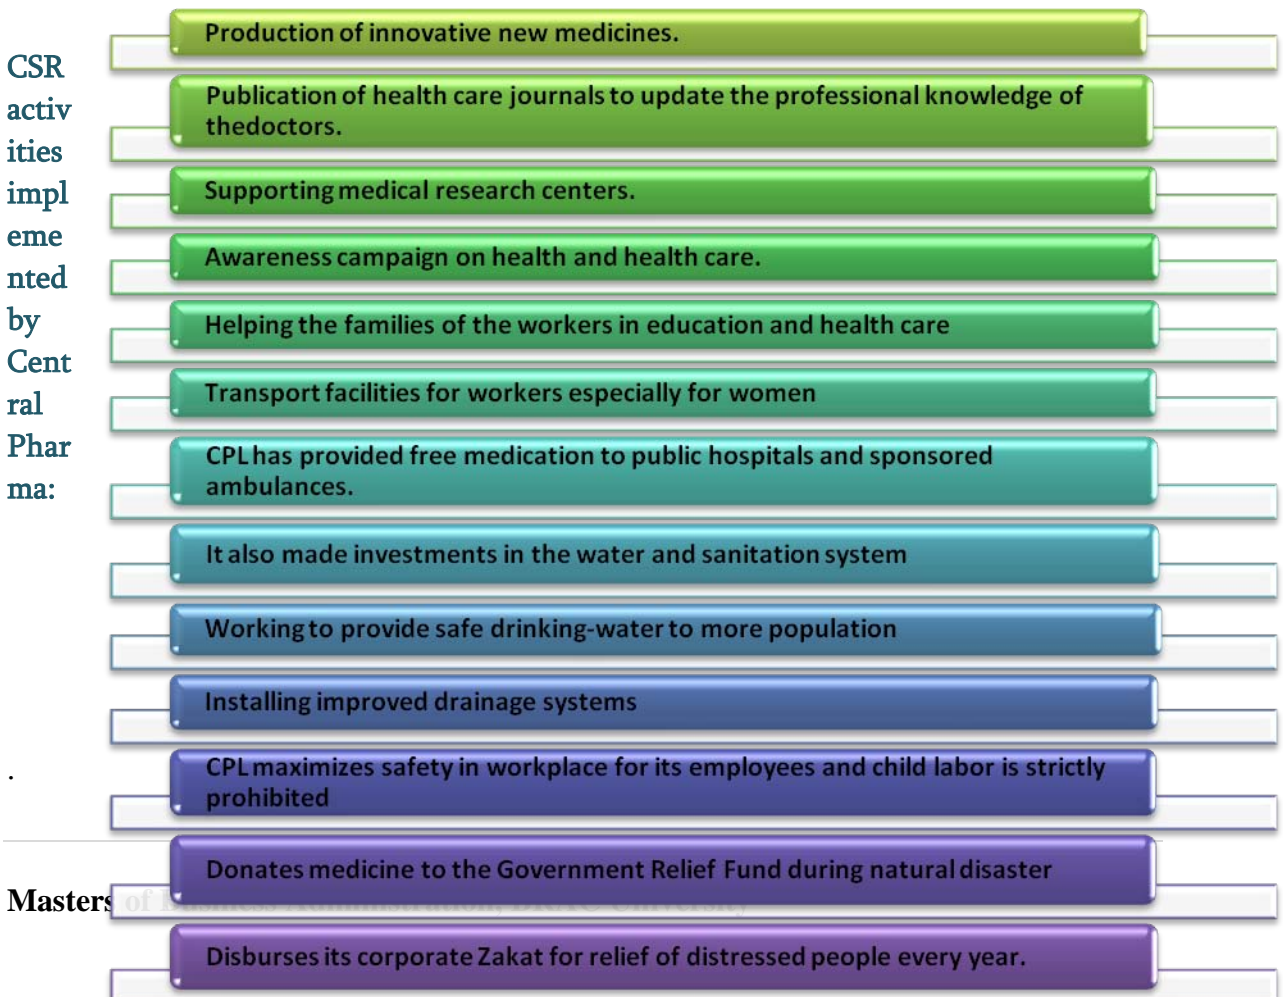 CSR
activ
ities
impl
eme
nted
by
Cent
ral
Phar
ma:
Production of innovative new medicines.
Publication of health care journals to update the professional knowledge of
thedoctors.
Supporting medical research centers.
Awareness campaign on health and health care.
Helping the families of the workers in education and health care
Transport facilities for workers especially for women
CPL has provided free medication to public hospitals and sponsored
ambulances.
It also made investments in the water and sanitation system
Working to provide safe drinking-water to more population
Installing improved drainage systems
.
CPL maximizes safety in workplace for its employees and child labor is strictly
prohibited
Donates medicine to the Government Relief Fund during natural disaster
Masters of Business Administration, BRAC University
Disburses its corporate Zakat for relief of distressed people every year.